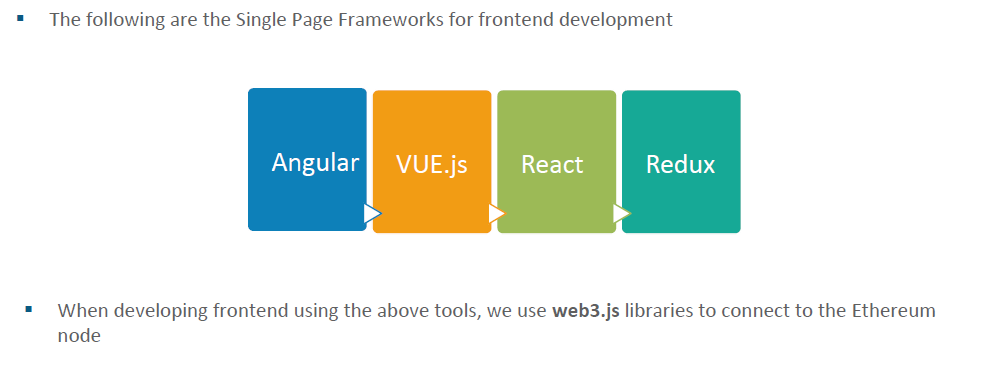 The following are the Single Page Frameworks for frontend development
Angular
VUE.js
React
Redux
When developing frontend using the above tools, we use web3.js libraries to connect to the Ethereum
node